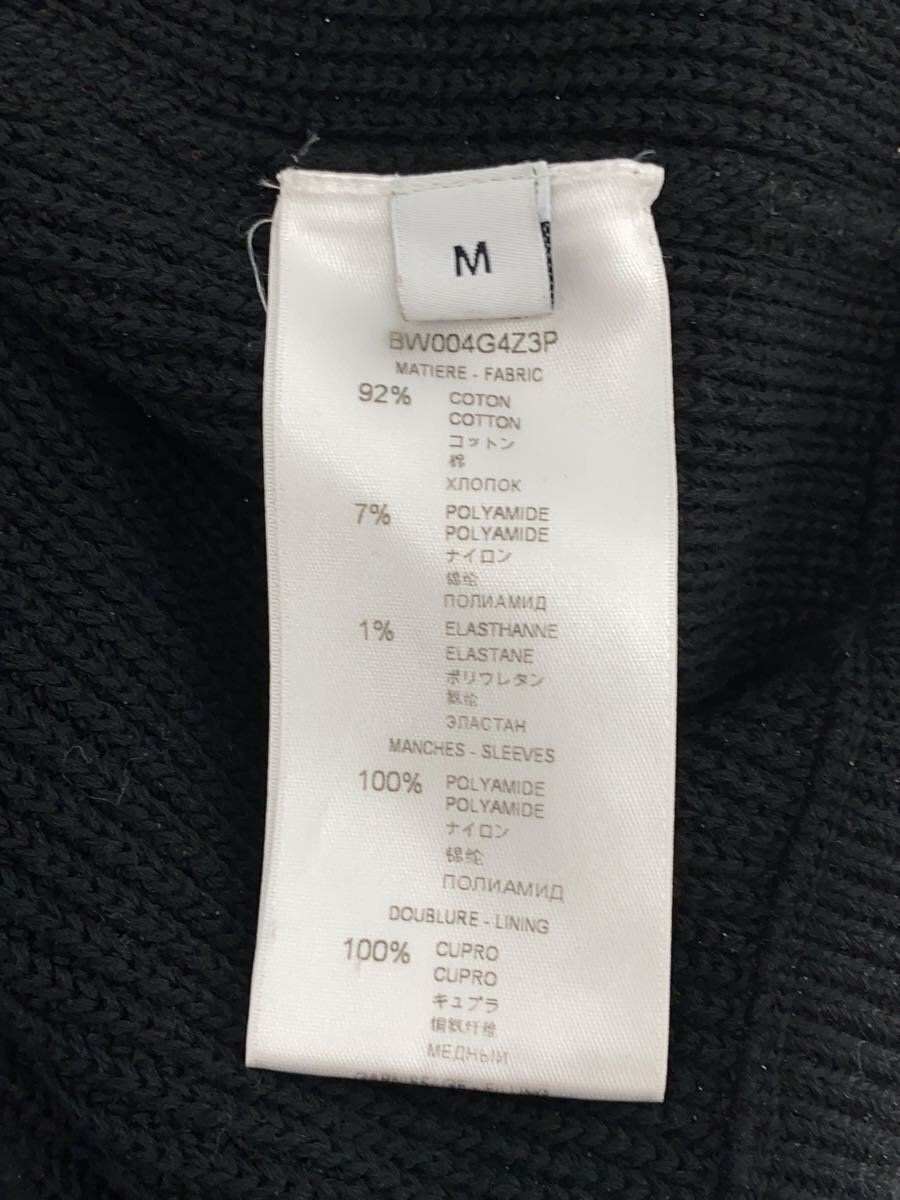 M
BW004G4Z3P
MATIERE - FABRIC
92% COTON
COTTON
コットン
棉
ХЛОПОК
7% POLYAMIDE
POLYAMIDE
ナイロン
锦纶
ПОЛИАМИД
1% ELASTHANNE
ELASTANE
ポリウレタン
氨纶
ЭЛАСТАН
MANCHES - SLEEVES
100% POLYAMIDE
POLYAMIDE
ナイロン
锦纶
ПОЛИАМИД
DOUBLURE - LINING
100% CUPRO
CUPRO
キュプラ
铜氨纤维
МЕДНЫЙ